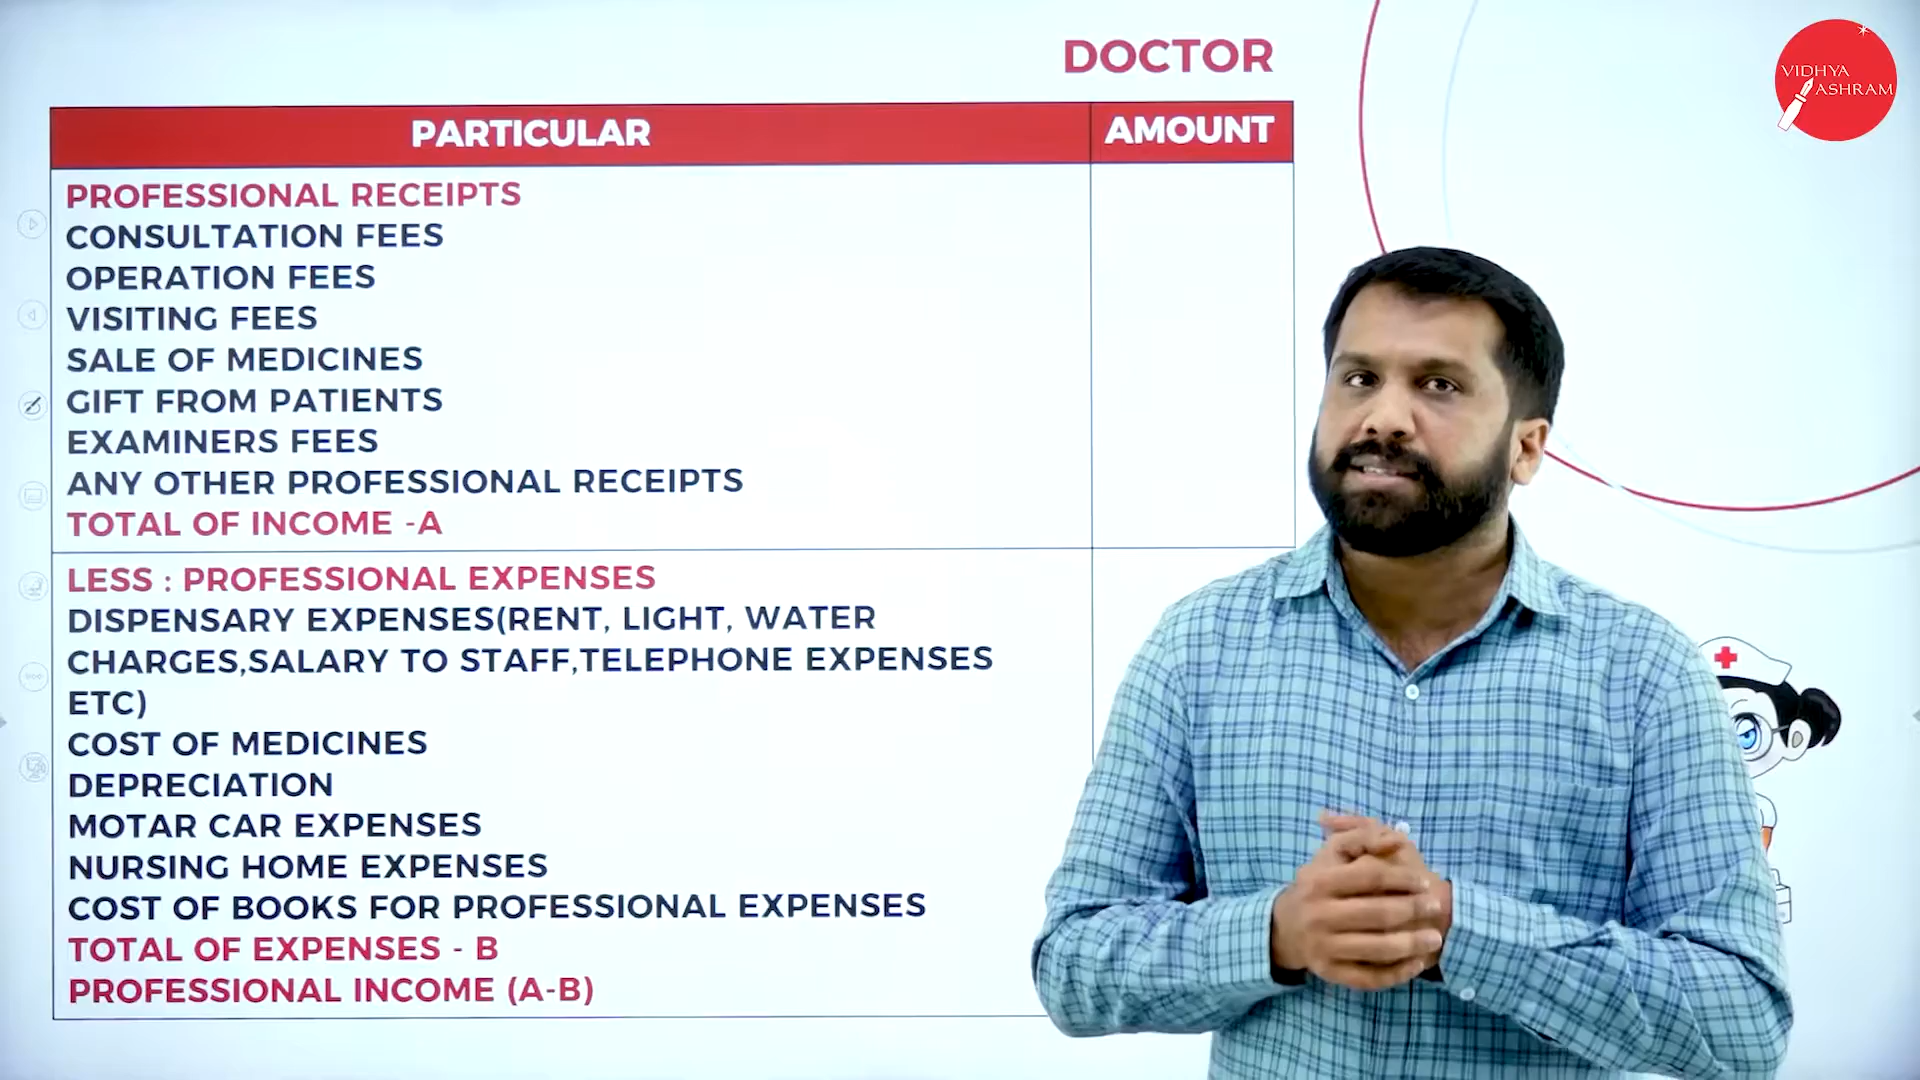 DOCTOR
VIDHYA
ASHRAM
PARTICULAR
AMOUNT
PROFESSIONAL RECEIPTS
CONSULTATION FEES
OPERATION FEES
VISITING FEES
SALE OF MEDICINES
GIFT FROM PATIENTS
EXAMINERS FEES
ANY OTHER PROFESSIONAL RECEIPTS
TOTAL OF INCOME -A
LESS : PROFESSIONAL EXPENSES
DISPENSARY EXPENSES(RENT, LIGHT, WATER
CHARGES,SALARY TO STAFF,TELEPHONE EXPENSES
ETC)
COST OF MEDICINES
DEPRECIATION
MOTAR CAR EXPENSES
NURSING HOME EXPENSES
COST OF BOOKS FOR PROFESSIONAL EXPENSES
TOTAL OF EXPENSES - B
PROFESSIONAL INCOME (A-B)